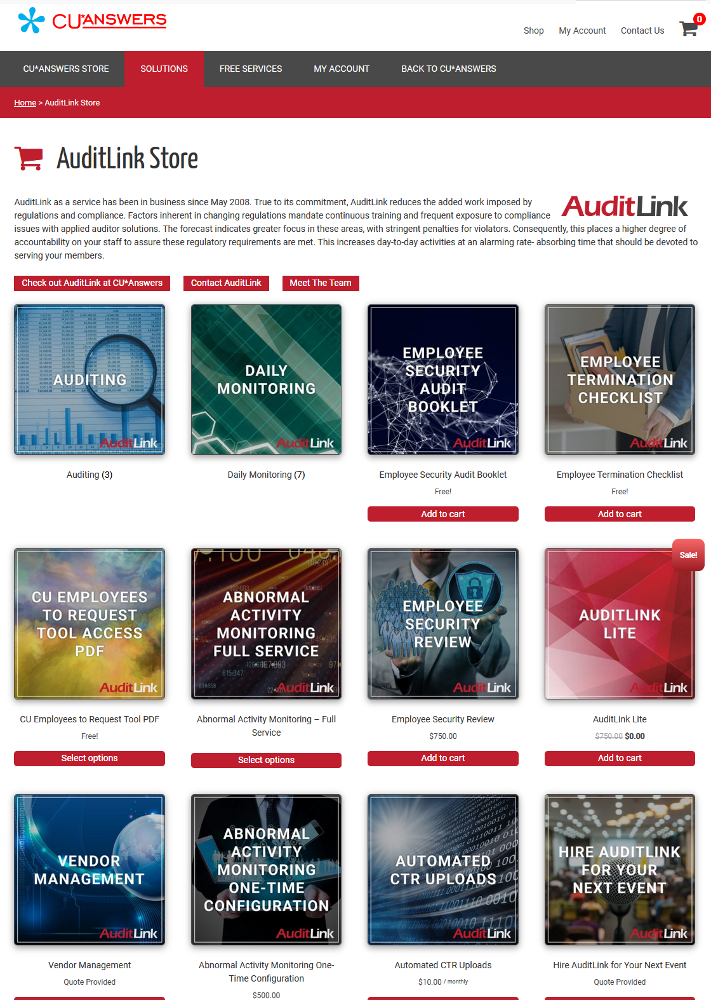 CU*ANSWERS
Shop
My Account
Contact Us
0
CU*ANSWERS STORE
SOLUTIONS
FREE SERVICES
MY ACCOUNT
BACK TO CU*ANSWERS
Home > AuditLink Store
AuditLink Store
AuditLink
AuditLink as a service has been in business since May 2008. True to its commitment, AuditLink reduces the added work imposed by
regulations and compliance. Factors inherent in changing regulations mandate continuous training and frequent exposure to compliance
issues with applied auditor solutions. The forecast indicates greater focus in these areas, with stringent penalties for violators. Consequently, this places a higher degree of
accountability on your staff to assure these regulatory requirements are met. This increases day-to-day activities at an alarming rate- absorbing time that should be devoted to
serving your members.
Check out AuditLink at CU*Answers
Contact AuditLink
Meet The Team
AUDITING
AuditLink
DAILY
MONITORING
AuditLink
EMPLOYEE
SECURITY
AUDIT
BOOKLET
AuditLink
EMPLOYEE
TERMINATION
CHECKLIST
AuditLink
Auditing (3)
Daily Monitoring (7)
Employee Security Audit Booklet
Free!
Add to cart
Employee Termination Checklist
Free!
Add to cart
CU EMPLOYEES
TO REQUEST
TOOL ACCESS
PDF
AuditLink
ABNORMAL
ACTIVITY
MONITORING
FULL SERVICE
AuditLink
EMPLOYEE
SECURITY
REVIEW
AuditLink
Sale!
AUDITLINK
LITE
AuditLink
CU Employees to Request Tool PDF
Free!
Select options
Abnormal Activity Monitoring – Full
Service
Select options
Employee Security Review
$750.00
Add to cart
AuditLink Lite
$750.00 $0.00
Add to cart
VENDOR
MANAGEMENT
AuditLink
ABNORMAL
ACTIVITY
MONITORING
ONE-TIME
CONFIGURATION
AuditLink
AUTOMATED
CTR UPLOADS
AuditLink
HIRE AUDITLINK
FOR YOUR
NEXT EVENT
AuditLink
Vendor Management
Quote Provided
Abnormal Activity Monitoring One-
Time Configuration
$500.00
Automated CTR Uploads
$10.00 / monthly
Hire AuditLink for Your Next Event
Quote Provided